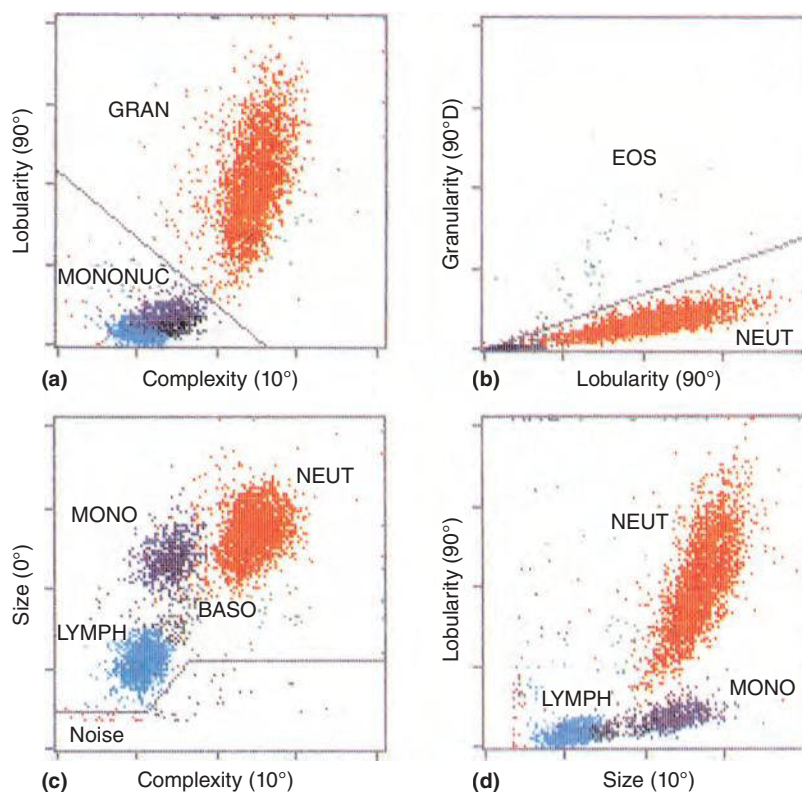 GRAN
MONONUC
Lobularity (90°)
(a)
Complexity (10°)
EOS
NEUT
Granularity (90°D)
(b)
Lobularity (90°)
NEUT
MONO
BASO
LYMPH
Noise
Size (0°)
(c)
Complexity (10°)
NEUT
MONO
LYMPH
Lobularity (90°)
(d)
Size (10°)